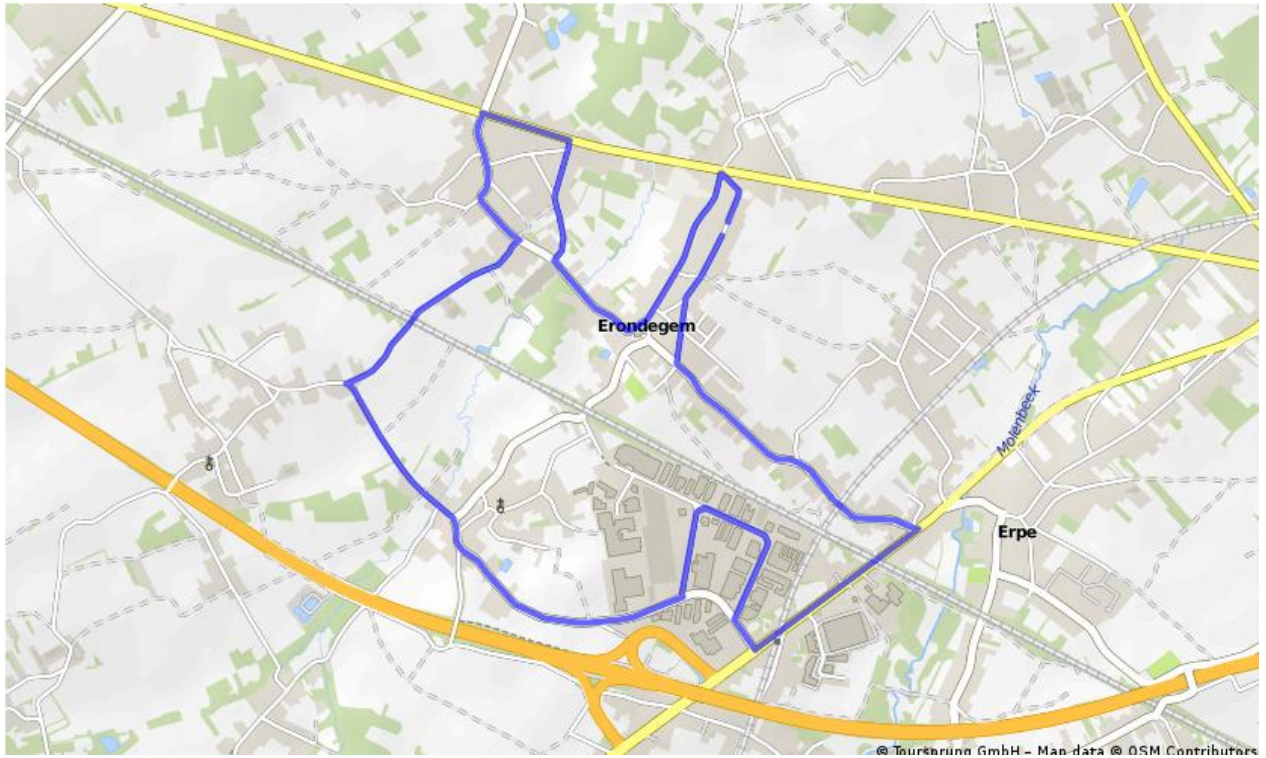 Erondegem
Molenbeek
Erpe
© Toursprung GmbH – Map data © OSM Contributors